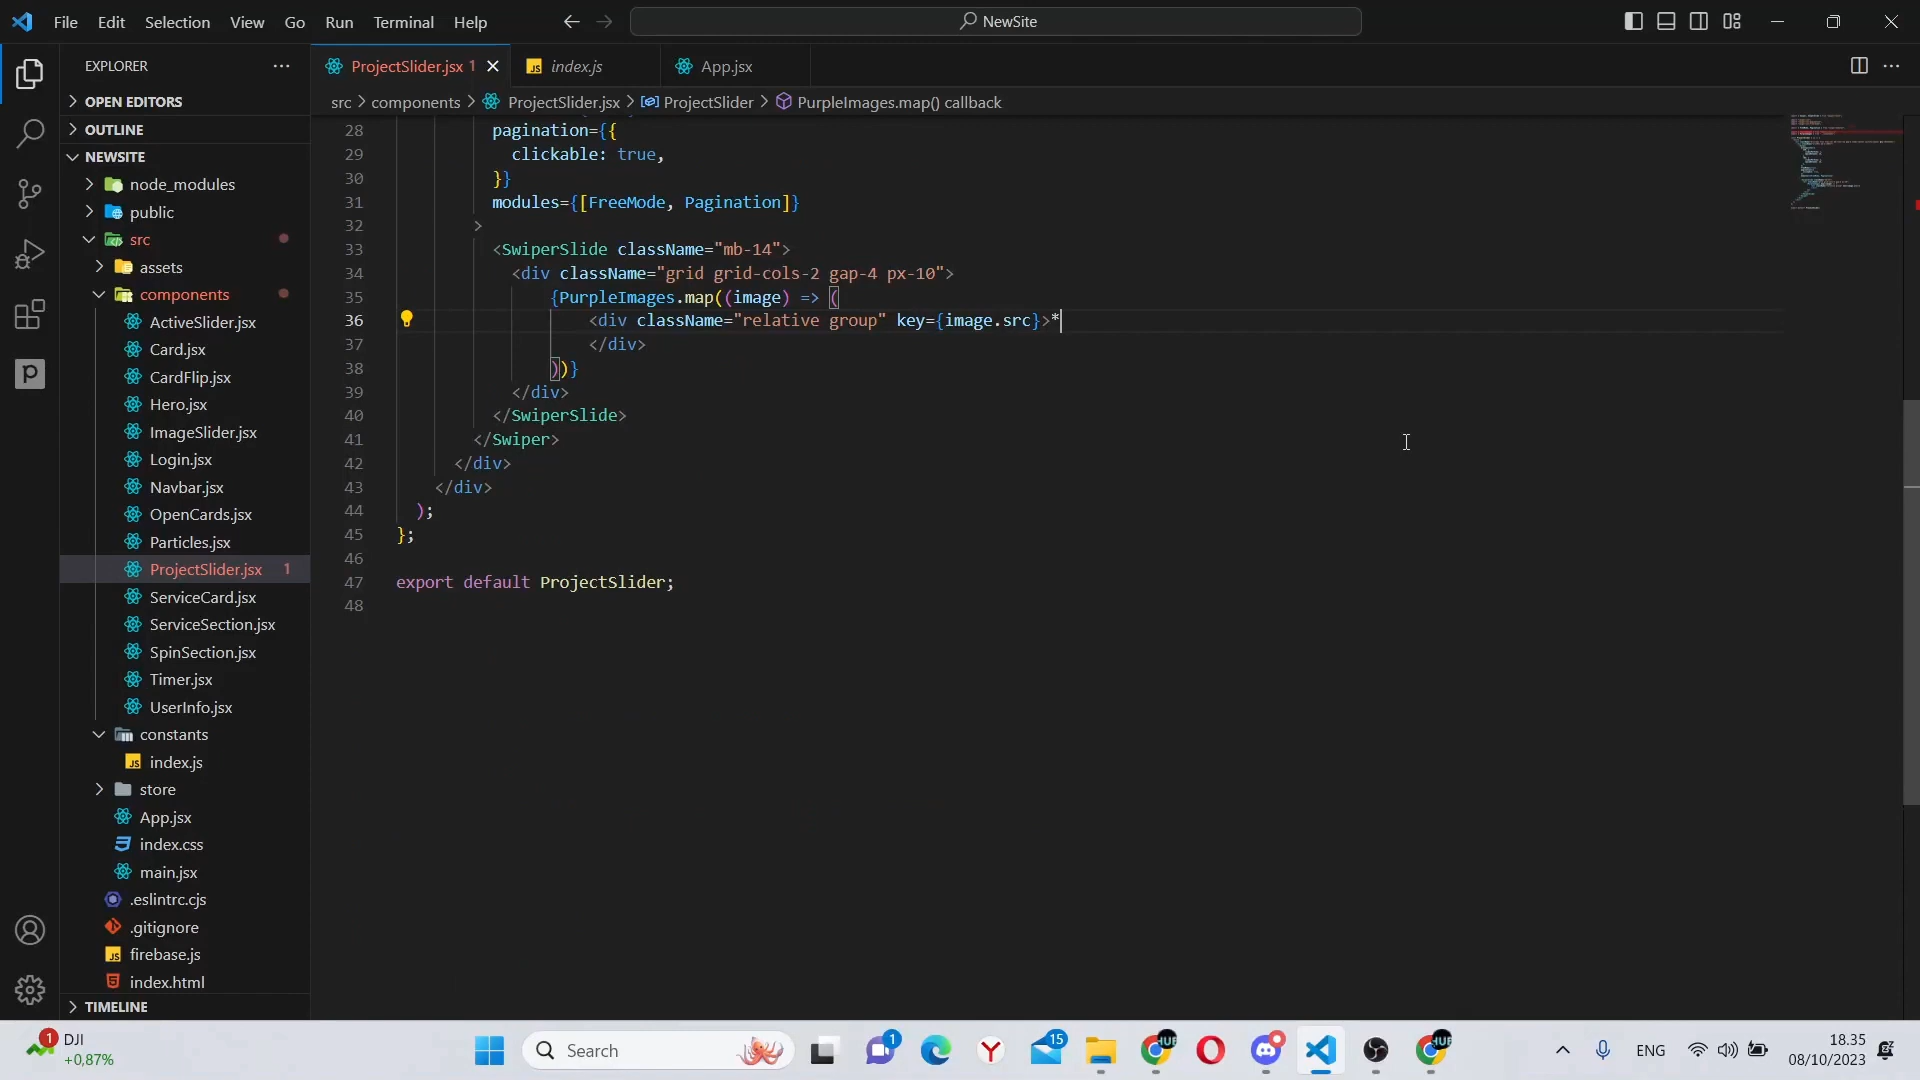 File Edit Selection View Go Run Terminal Help
NewSite
EXPLORER
OPEN EDITORS
OUTLINE
NEWSITE
node_modules
public
src
assets
components
ActiveSlider.jsx
Card.jsx
CardFlip.jsx
Hero.jsx
ImageSlider.jsx
Login.jsx
Navbar.jsx
OpenCards.jsx
Particles.jsx
ProjectSlider.jsx 1
ServiceCard.jsx
ServiceSection.jsx
SpinSection.jsx
Timer.jsx
UserInfo.jsx
constants
index.js
store
App.jsx
index.css
main.jsx
.eslintrc.cjs
.gitignore
firebase.js
index.html
TIMELINE
ProjectSlider.jsx 1
index.js
App.jsx
src > components > ProjectSlider.jsx > ProjectSlider > PurpleImages.map() callback
28 pagination={{
29 clickable: true,
30 }}
31 modules={[FreeMode, Pagination]}
32 >
33 <SwiperSlide className="mb-14">
34 <div className="grid grid-cols-2 gap-4 px-10">
35 {PurpleImages.map((image) => (
36 <div className="relative group" key={image.src}>*
37 </div>
38 ))}
39 </div>
40 </SwiperSlide>
41 </Swiper>
42 </div>
43 </div>
44 );
45 };
46
47 export default ProjectSlider;
48
1 DJI
+0,87%
Search
1
15
ENG
18.35
08/10/2023